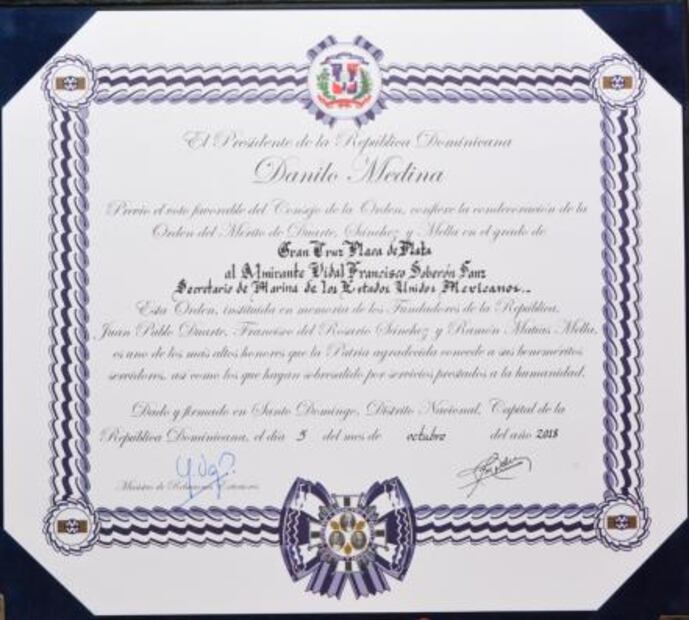 El Presidente de la República Dominicana
Danilo Medina
Previo el voto favorable del Consejo de la Orden, confiere la condecoración de la
Orden del Mérito de Duarte, Sánchez y Mella en el grado de
Gran Cruz Placa de Plata
al Almirante Vidal Francisco Soberón Sanz
Secretario de Marina de los Estados Unidos Mexicanos.-
Esta Orden, instituida en memoria de los Fundadores de la República,
Juan Pablo Duarte, Francisco del Rosario Sánchez y Ramón Matías Mella,
es uno de los más altos honores que la Patria agradecida concede a sus beneméritos
servidores, así como los que hayan sobresalido por servicios prestados a la humanidad.
Dado y firmado en Santo Domingo, Distrito Nacional, Capital de la
República Dominicana, el día 5 del mes de octubre del año 2018
Ministro de Relaciones Exteriores